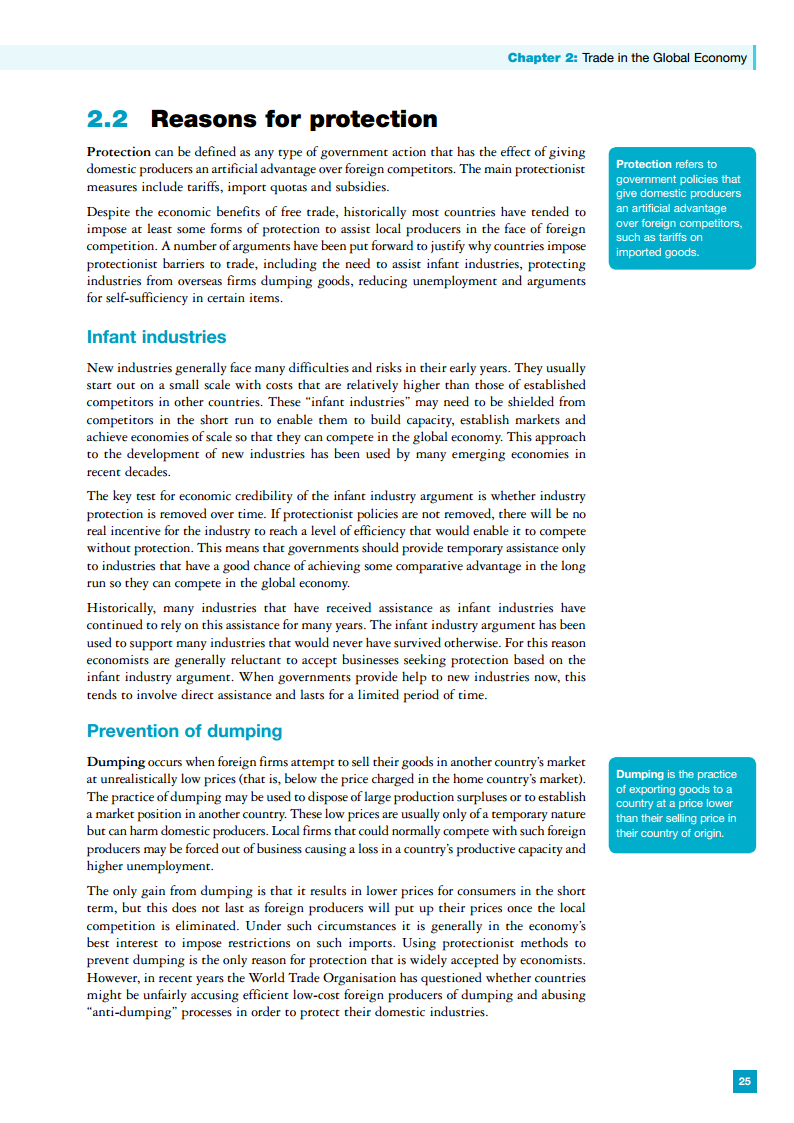 Chapter 2: Trade in the Global Economy
2.2 Reasons for protection
Protection can be defined as any type of government action that has the effect of giving
domestic producers an artificial advantage over foreign competitors. The main protectionist
measures include tariffs, import quotas and subsidies.
Despite the economic benefits of free trade, historically most countries have tended to
impose at least some forms of protection to assist local producers in the face of foreign
competition. A number of arguments have been put forward to justify why countries impose
protectionist barriers to trade, including the need to assist infant industries, protecting
industries from overseas firms dumping goods, reducing unemployment and arguments
for self-sufficiency in certain items.
Protection refers to
government policies that
give domestic producers
an artificial advantage
over foreign competitors,
such as tariffs on
imported goods.
Infant industries
New industries generally face many difficulties and risks in their early years. They usually
start out on a small scale with costs that are relatively higher than those of established
competitors in other countries. These “infant industries” may need to be shielded from
competitors in the short run to enable them to build capacity, establish markets and
achieve economies of scale so that they can compete in the global economy. This approach
to the development of new industries has been used by many emerging economies in
recent decades.
The key test for economic credibility of the infant industry argument is whether industry
protection is removed over time. If protectionist policies are not removed, there will be no
real incentive for the industry to reach a level of efficiency that would enable it to compete
without protection. This means that governments should provide temporary assistance only
to industries that have a good chance of achieving some comparative advantage in the long
run so they can compete in the global economy.
Historically, many industries that have received assistance as infant industries have
continued to rely on this assistance for many years. The infant industry argument has been
used to support many industries that would never have survived otherwise. For this reason
economists are generally reluctant to accept businesses seeking protection based on the
infant industry argument. When governments provide help to new industries now, this
tends to involve direct assistance and lasts for a limited period of time.
Prevention of dumping
Dumping occurs when foreign firms attempt to sell their goods in another country’s market
at unrealistically low prices (that is, below the price charged in the home country’s market).
The practice of dumping may be used to dispose of large production surpluses or to establish
a market position in another country. These low prices are usually only of a temporary nature
but can harm domestic producers. Local firms that could normally compete with such foreign
producers may be forced out of business causing a loss in a country’s productive capacity and
higher unemployment.
Dumping is the practice
of exporting goods to a
country at a price lower
than their selling price in
their country of origin.
The only gain from dumping is that it results in lower prices for consumers in the short
term, but this does not last as foreign producers will put up their prices once the local
competition is eliminated. Under such circumstances it is generally in the economy’s
best interest to impose restrictions on such imports. Using protectionist methods to
prevent dumping is the only reason for protection that is widely accepted by economists.
However, in recent years the World Trade Organisation has questioned whether countries
might be unfairly accusing efficient low-cost foreign producers of dumping and abusing
“anti-dumping” processes in order to protect their domestic industries.
25